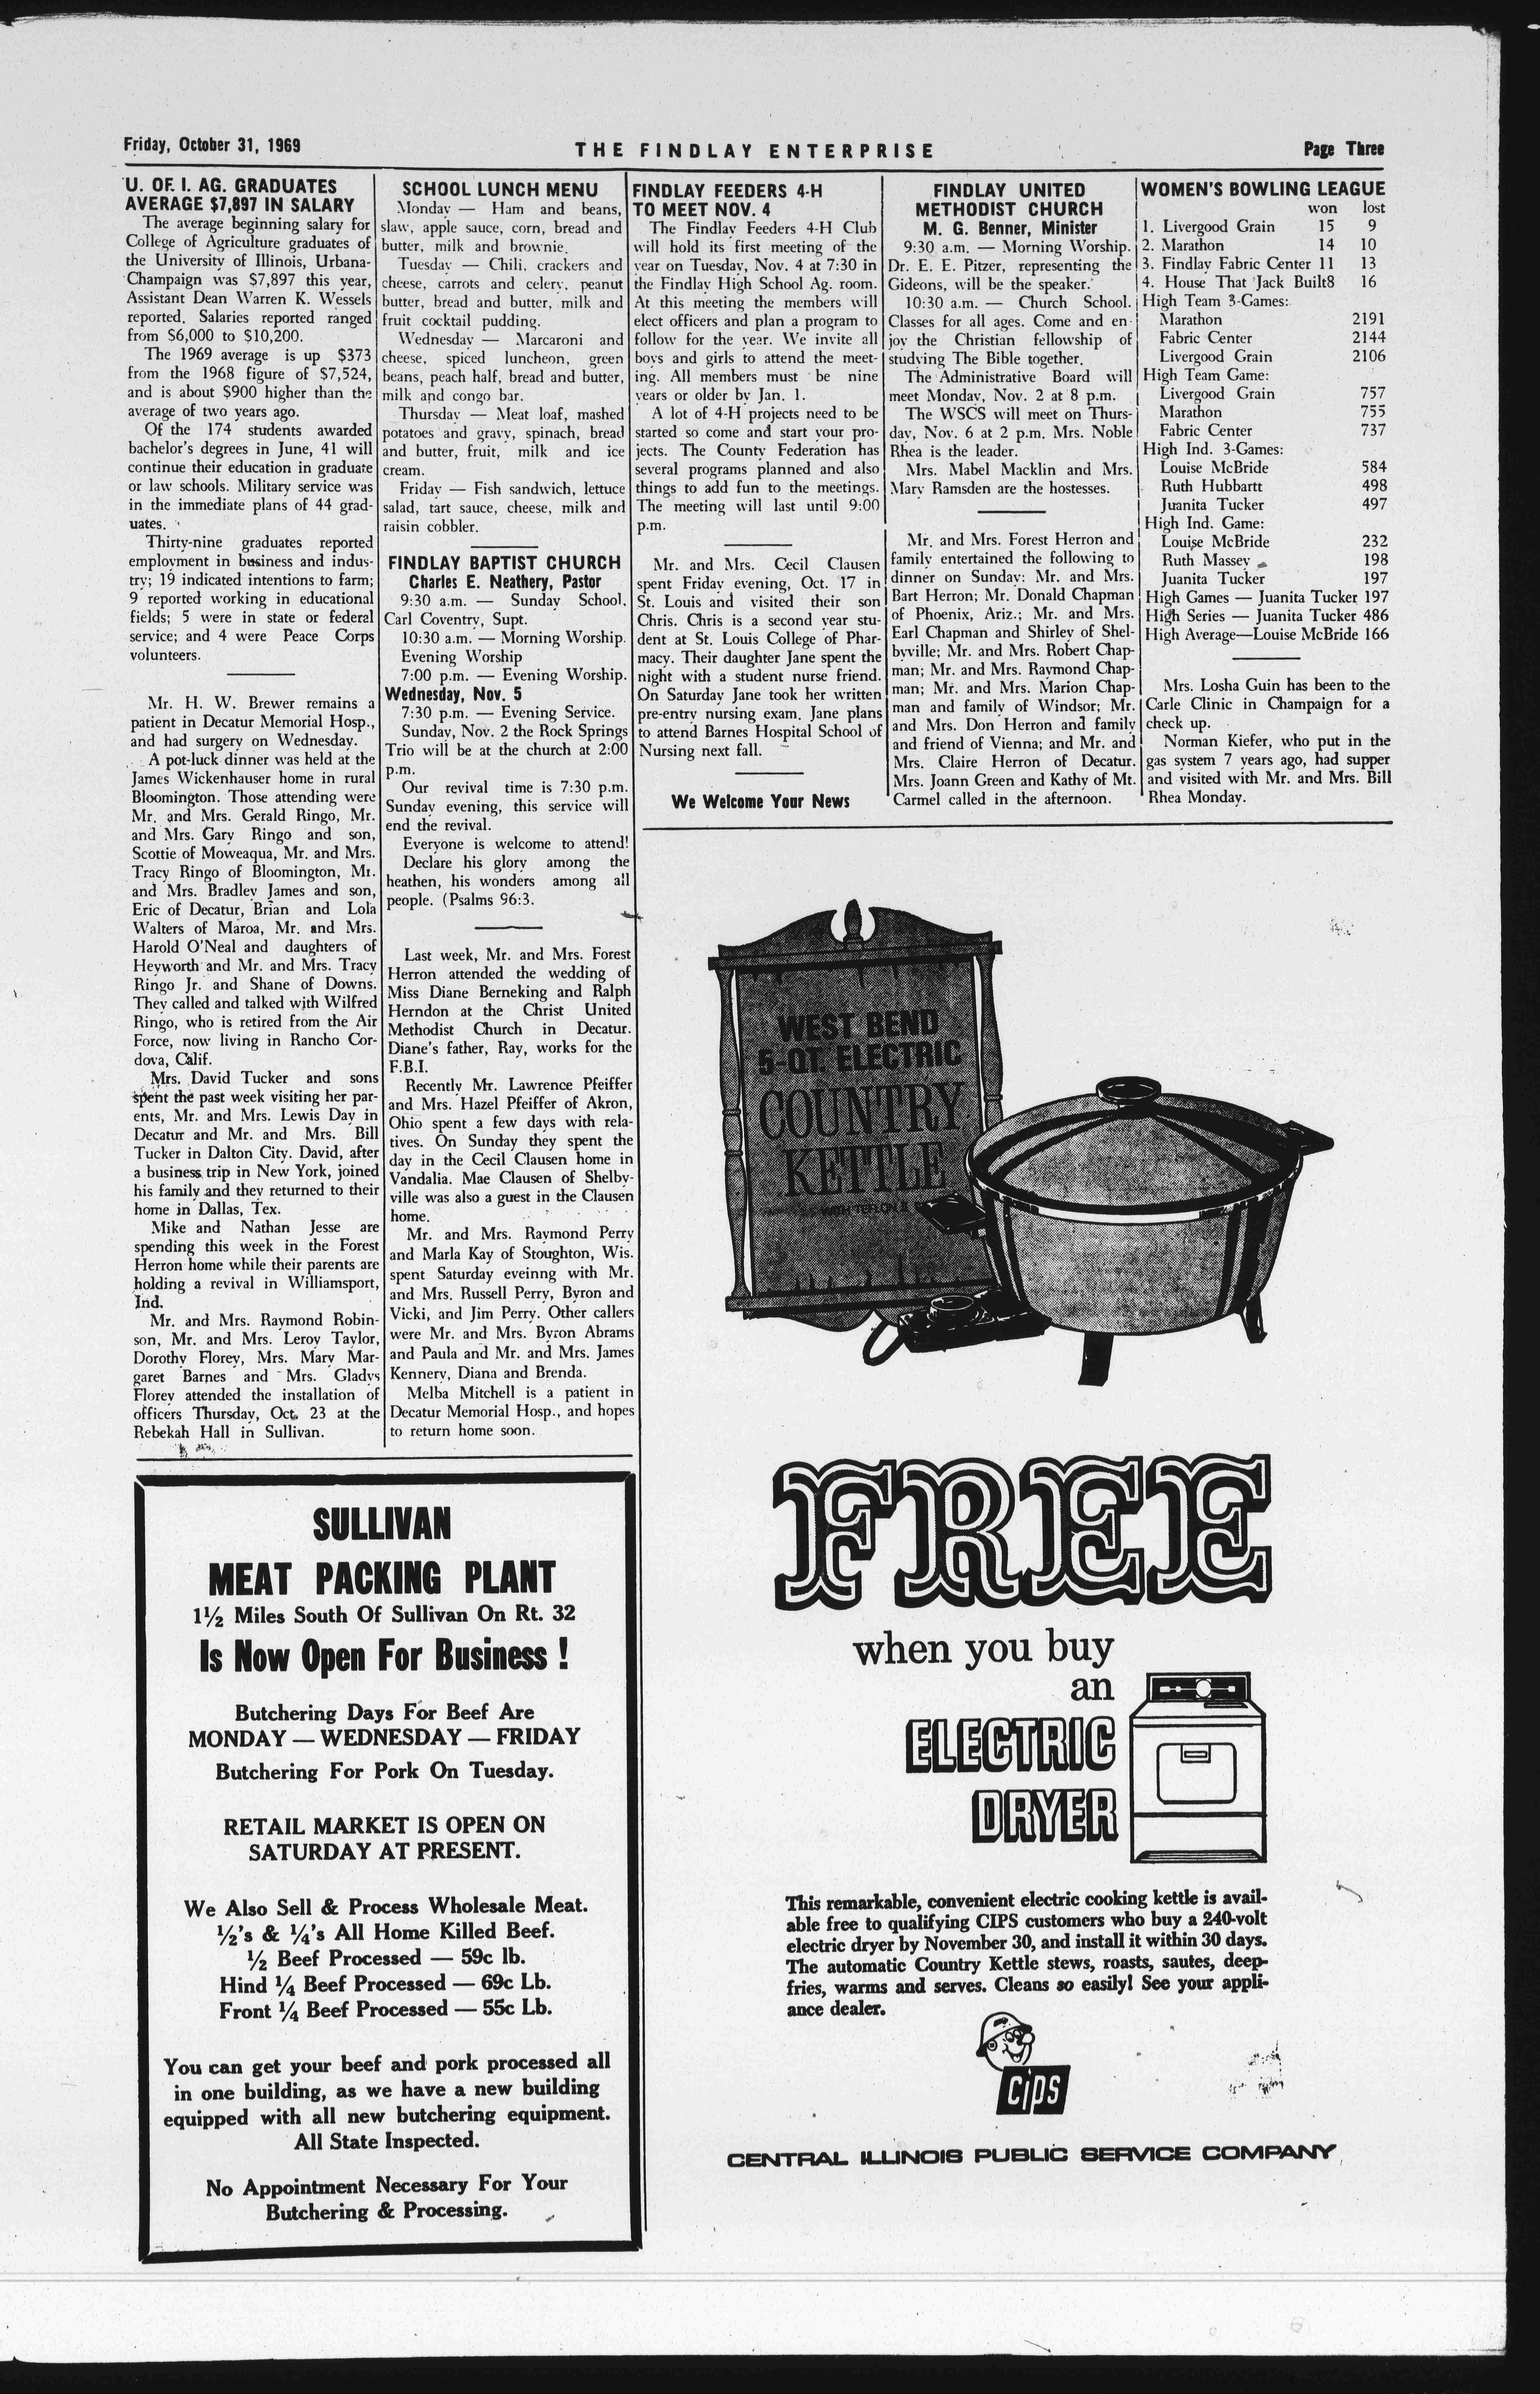 Friday, October 31, 1969
THE FINDLAY ENTERPRISE
Page Three
U. OF. I. AG. GRADUATES
AVERAGE $7,897 IN SALARY
The average beginning salary for
College of Agriculture graduates of
the University of Illinois, Urbana-
Champaign was $7,897 this year,
Assistant Dean Warren K. Wessels
reported. Salaries reported ranged
from $6,000 to $10,200.
The 1969 average is up $373
from the 1968 figure of $7,524,
and is about $900 higher than the
average of two years ago.
Of the 174 students awarded
bachelor's degrees in June, 41 will
continue their education in graduate
or law schools. Military service was
in the immediate plans of 44 grad-
uates.
Thirty-nine graduates reported
employment in business and indus-
try; 19 indicated intentions to farm;
9 reported working in educational
fields; 5 were in state or federal
service; and 4 were Peace Corps
volunteers.
Mr. H. W. Brewer remains a
patient in Decatur Memorial Hosp.,
and had surgery on Wednesday.
A pot-luck dinner was held at the
James Wickenhauser home in rural
Bloomington. Those attending were
Mr. and Mrs. Gerald Ringo, Mr.
and Mrs. Gary Ringo and son,
Scottie of Moweaqua, Mr. and Mrs.
Tracy Ringo of Bloomington, Mr.
and Mrs. Bradley James and son,
Eric of Decatur, Brian and Lola
Walters of Maroa, Mr. and Mrs.
Harold O'Neal and daughters of
Heyworth and Mr. and Mrs. Tracy
Ringo Jr. and Shane of Downs.
They called and talked with Wilfred
Ringo, who is retired from the Air
Force, now living in Rancho Cor-
dova, Calif.
Mrs. David Tucker and sons
spent the past week visiting her par-
ents, Mr. and Mrs. Lewis Day in
Decatur and Mr. and Mrs. Bill
Tucker in Dalton City. David, after
a business trip in New York, joined
his family and they returned to their
home in Dallas, Tex.
Mike and Nathan Jesse are
spending this week in the Forest
Herron home while their parents are
holding a revival in Williamsport,
Ind.
Mr. and Mrs. Raymond Robin-
son, Mr. and Mrs. Leroy Taylor,
Dorothy Florey, Mrs. Mary Mar-
garet Barnes and Mrs. Gladys
Florey attended the installation of
officers Thursday, Oct. 23 at the
Rebekah Hall in Sullivan.
SCHOOL LUNCH MENU
Monday — Ham and beans,
slaw, apple sauce, corn, bread and
butter, milk and brownie.
Tuesday — Chili, crackers and
cheese, carrots and celery, peanut
butter, bread and butter, milk and
fruit cocktail pudding.
Wednesday — Marcaroni and
cheese, spiced luncheon, green
beans, peach half, bread and butter,
milk and congo bar.
Thursday — Meat loaf, mashed
potatoes and gravy, spinach, bread
and butter, fruit, milk and ice
cream.
Friday — Fish sandwich, lettuce
salad, tart sauce, cheese, milk and
raisin cobbler.
FINDLAY BAPTIST CHURCH
Charles E. Neathery, Pastor
9:30 a.m. — Sunday School,
Carl Coventry, Supt.
10:30 a.m. — Morning Worship.
Evening Worship
7:00 p.m. — Evening Worship.
Wednesday, Nov. 5
7:30 p.m. — Evening Service.
Sunday, Nov. 2 the Rock Springs
Trio will be at the church at 2:00
p.m.
Our revival time is 7:30 p.m.
Sunday evening, this service will
end the revival.
Everyone is welcome to attend!
Declare his glory among the
heathen, his wonders among all
people. (Psalms 96:3.
Last week, Mr. and Mrs. Forest
Herron attended the wedding of
Miss Diane Berneking and Ralph
Herndon at the Christ United
Methodist Church in Decatur.
Diane's father, Ray, works for the
F.B.I.
Recently Mr. Lawrence Pfeiffer
and Mrs. Hazel Pfeiffer of Akron,
Ohio spent a few days with rela-
tives. On Sunday they spent the
day in the Cecil Clausen home in
Vandalia. Mae Clausen of Shelby-
ville was also a guest in the Clausen
home.
Mr. and Mrs. Raymond Perry
and Marla Kay of Stoughton, Wis.
spent Saturday eveinng with Mr.
and Mrs. Russell Perry, Byron and
Vicki, and Jim Perry. Other callers
were Mr. and Mrs. Byron Abrams
and Paula and Mr. and Mrs. James
Kennery, Diana and Brenda.
Melba Mitchell is a patient in
Decatur Memorial Hosp., and hopes
to return home soon.
FINDLAY FEEDERS 4-H
TO MEET NOV. 4
The Findlay Feeders 4-H Club
will hold its first meeting of the
year on Tuesday, Nov. 4 at 7:30 in
the Findlay High School Ag. room.
At this meeting the members will
elect officers and plan a program to
follow for the year. We invite all
boys and girls to attend the meet-
ing. All members must be nine
years or older by Jan. 1.
A lot of 4-H projects need to be
started so come and start your pro-
jects. The County Federation has
several programs planned and also
things to add fun to the meetings.
The meeting will last until 9:00
p.m.
Mr. and Mrs. Cecil Clausen
spent Friday evening, Oct. 17 in
St. Louis and visited their son
Chris. Chris is a second year stu-
dent at St. Louis College of Phar-
macy. Their daughter Jane spent the
night with a student nurse friend.
On Saturday Jane took her written
pre-entry nursing exam. Jane plans
to attend Barnes Hospital School of
Nursing next fall.
We Welcome Your News
FINDLAY UNITED
METHODIST CHURCH
M. G. Benner, Minister
9:30 a.m. — Morning Worship.
Dr. E. E. Pitzer, representing the
Gideons, will be the speaker.
10:30 a.m. — Church School.
Classes for all ages. Come and en-
joy the Christian fellowship of
studying The Bible together.
The Administrative Board will
meet Monday, Nov. 2 at 8 p.m.
The WSCS will meet on Thurs-
day, Nov. 6 at 2 p.m. Mrs. Noble
Rhea is the leader.
Mrs. Mabel Macklin and Mrs.
Mary Ramsden are the hostesses.
Mr. and Mrs. Forest Herron and
family entertained the following to
dinner on Sunday: Mr. and Mrs.
Bart Herron; Mr. Donald Chapman
of Phoenix, Ariz.; Mr. and Mrs.
Earl Chapman and Shirley of Shel-
byville; Mr. and Mrs. Robert Chap-
man; Mr. and Mrs. Raymond Chap-
man; Mr. and Mrs. Marion Chap-
man and family of Windsor; Mr.
and Mrs. Don Herron and family
and friend of Vienna; and Mr. and
Mrs. Claire Herron of Decatur.
Mrs. Joann Green and Kathy of Mt.
Carmel called in the afternoon.
WOMEN'S BOWLING LEAGUE
won lost
1. Livergood Grain 15 9
2. Marathon 14 10
3. Findlay Fabric Center 11 13
4. House That Jack Built8 16
High Team 3-Games:
Marathon 2191
Fabric Center 2144
Livergood Grain 2106
High Team Game:
Livergood Grain 757
Marathon 755
Fabric Center 737
High Ind. 3-Games:
Louise McBride 584
Ruth Hubbartt 498
Juanita Tucker 497
High Ind. Game:
Louise McBride 232
Ruth Massey 198
Juanita Tucker 197
High Games — Juanita Tucker 197
High Series — Juanita Tucker 486
High Average—Louise McBride 166
Mrs. Losha Guin has been to the
Carle Clinic in Champaign for a
check up.
Norman Kiefer, who put in the
gas system 7 years ago, had supper
and visited with Mr. and Mrs. Bill
Rhea Monday.
SULLIVAN
MEAT PACKING PLANT
1½ Miles South Of Sullivan On Rt. 32
Is Now Open For Business !
Butchering Days For Beef Are
MONDAY — WEDNESDAY — FRIDAY
Butchering For Pork On Tuesday.
RETAIL MARKET IS OPEN ON
SATURDAY AT PRESENT.
We Also Sell & Process Wholesale Meat.
½'s & ¼'s All Home Killed Beef.
½ Beef Processed — 59c lb.
Hind ¼ Beef Processed — 69c Lb.
Front ¼ Beef Processed — 55c Lb.
You can get your beef and pork processed all
in one building, as we have a new building
equipped with all new butchering equipment.
All State Inspected.
No Appointment Necessary For Your
Butchering & Processing.
WEST BEND
5-QT. ELECTRIC
COUNTRY
KETTLE
WITH TEFLON II
FREE
when you buy
an
ELECTRIC
DRYER
This remarkable, convenient electric cooking kettle is avail-
able free to qualifying CIPS customers who buy a 240-volt
electric dryer by November 30, and install it within 30 days.
The automatic Country Kettle stews, roasts, sautes, deep-
fries, warms and serves. Cleans so easily! See your appli-
ance dealer.
CIPS
CENTRAL ILLINOIS PUBLIC SERVICE COMPANY